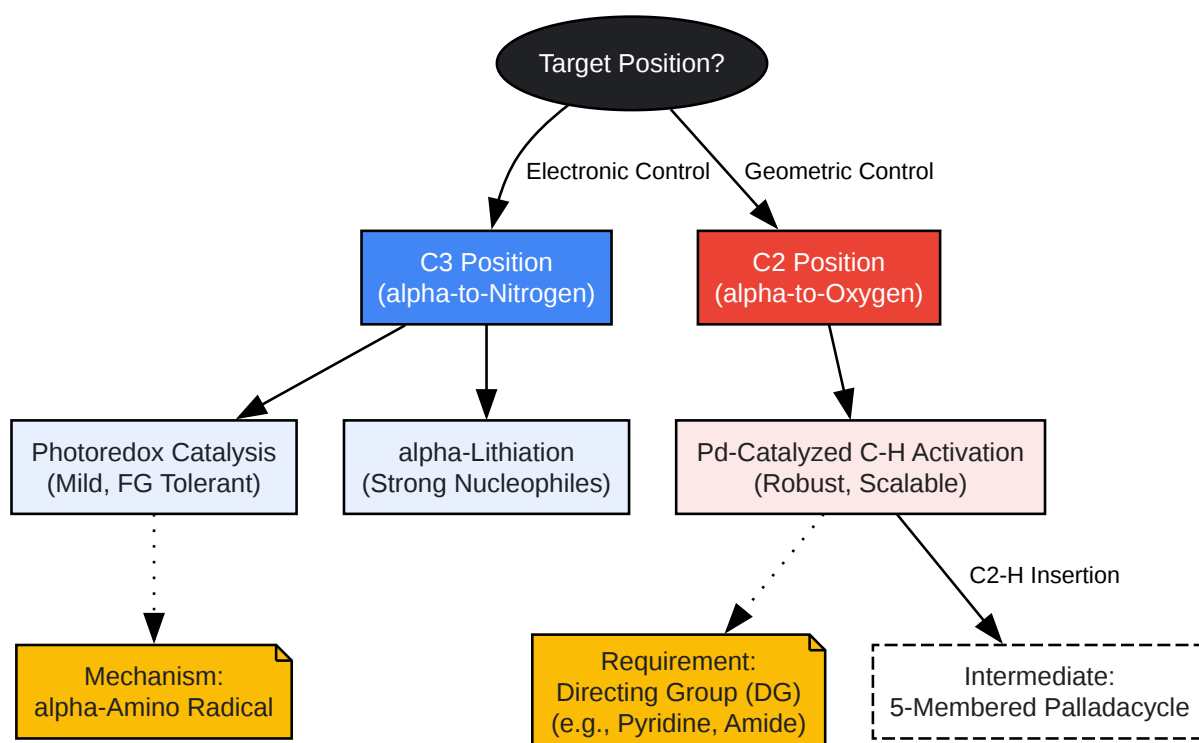 Target Position?
Electronic Control
Geometric Control
C3 Position
(alpha-to-Nitrogen)
C2 Position
(alpha-to-Oxygen)
Photoredox Catalysis
(Mild, FG Tolerant)
alpha-Lithiation
(Strong Nucleophiles)
Pd-Catalyzed C-H Activation
(Robust, Scalable)
C2-H Insertion
Mechanism:
alpha-Amino Radical
Requirement:
Directing Group (DG)
(e.g., Pyridine, Amide)
Intermediate:
5-Membered Palladacycle